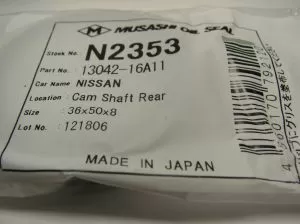 M MUSASHI OIL SEAL
Stock No. N2353
Part No. 13042-16A11
Car Name NISSAN
Location Cam Shaft Rear
Size 36x50x8
Lot No. 121806
MADE IN JAPAN